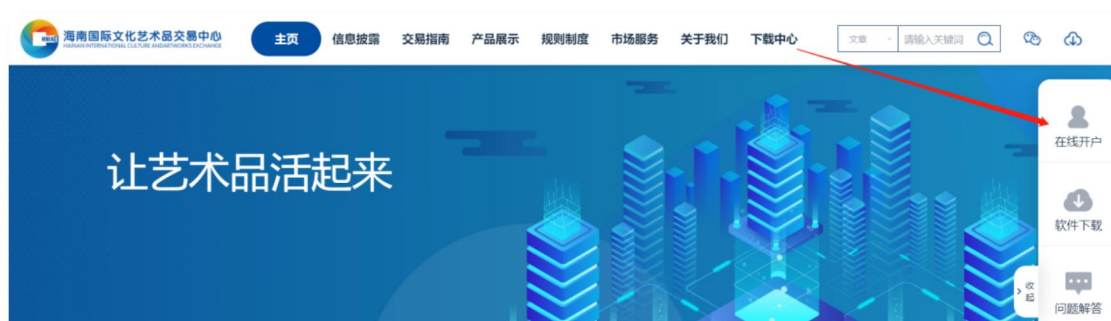 海南国际文化艺术品交易中心
HAINAN INTERNATIONAL CULTURE AND ARTWORKS EXCHANGE
主页 信息披露 交易指南 产品展示 规则制度 市场服务 关于我们 下载中心 文章 请输入关键词
让艺术品活起来
在线开户
软件下载
收起
问题解答